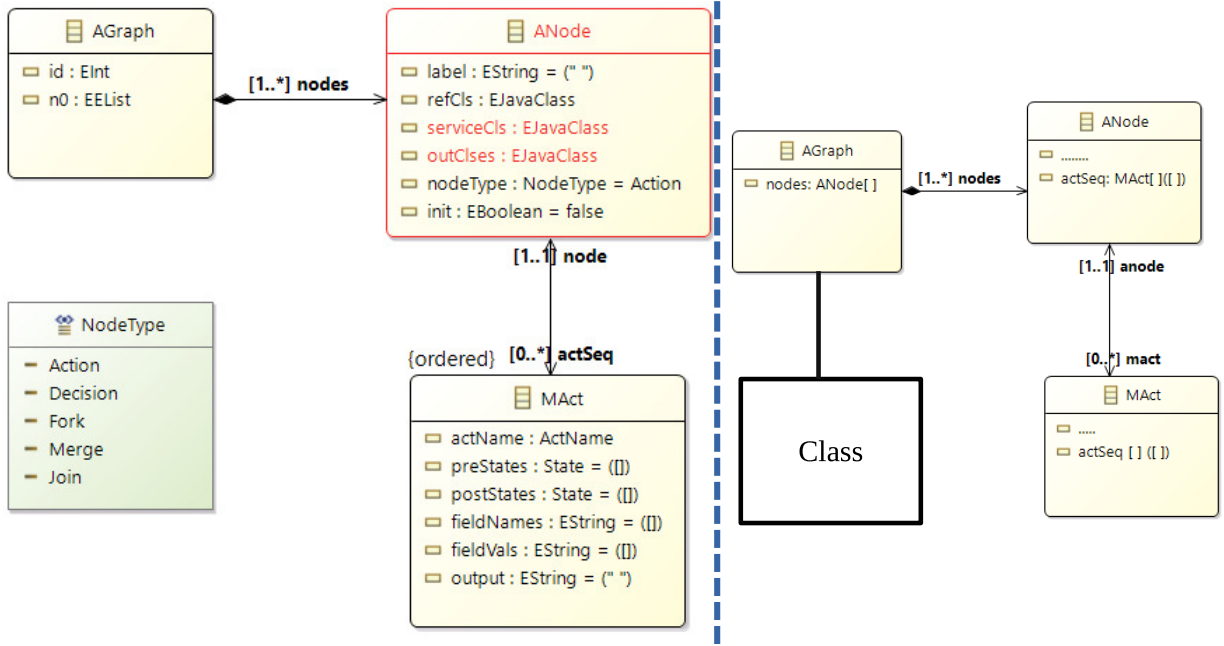 AGraph
id : EInt
n0 : EEList
[1..*] nodes
ANode
label : EString = (" ")
refCls : EJavaClass
serviceCls : EJavaClass
outClses : EJavaClass
nodeType : NodeType = Action
init : EBoolean = false
[1..1] node
{ordered} [0..*] actSeq
NodeType
Action
Decision
Fork
Merge
Join
MAct
actName : ActName
preStates : State = ([])
postStates : State = ([])
fieldNames : EString = ([])
fieldVals : EString = ([])
output : EString = (" ")
AGraph
nodes: ANode[ ]
[1..*] nodes
ANode
........
actSeq: MAct[ ]([ ])
[1..1] anode
[0..*] mact
Class
MAct
.....
actSeq [ ] ([ ])